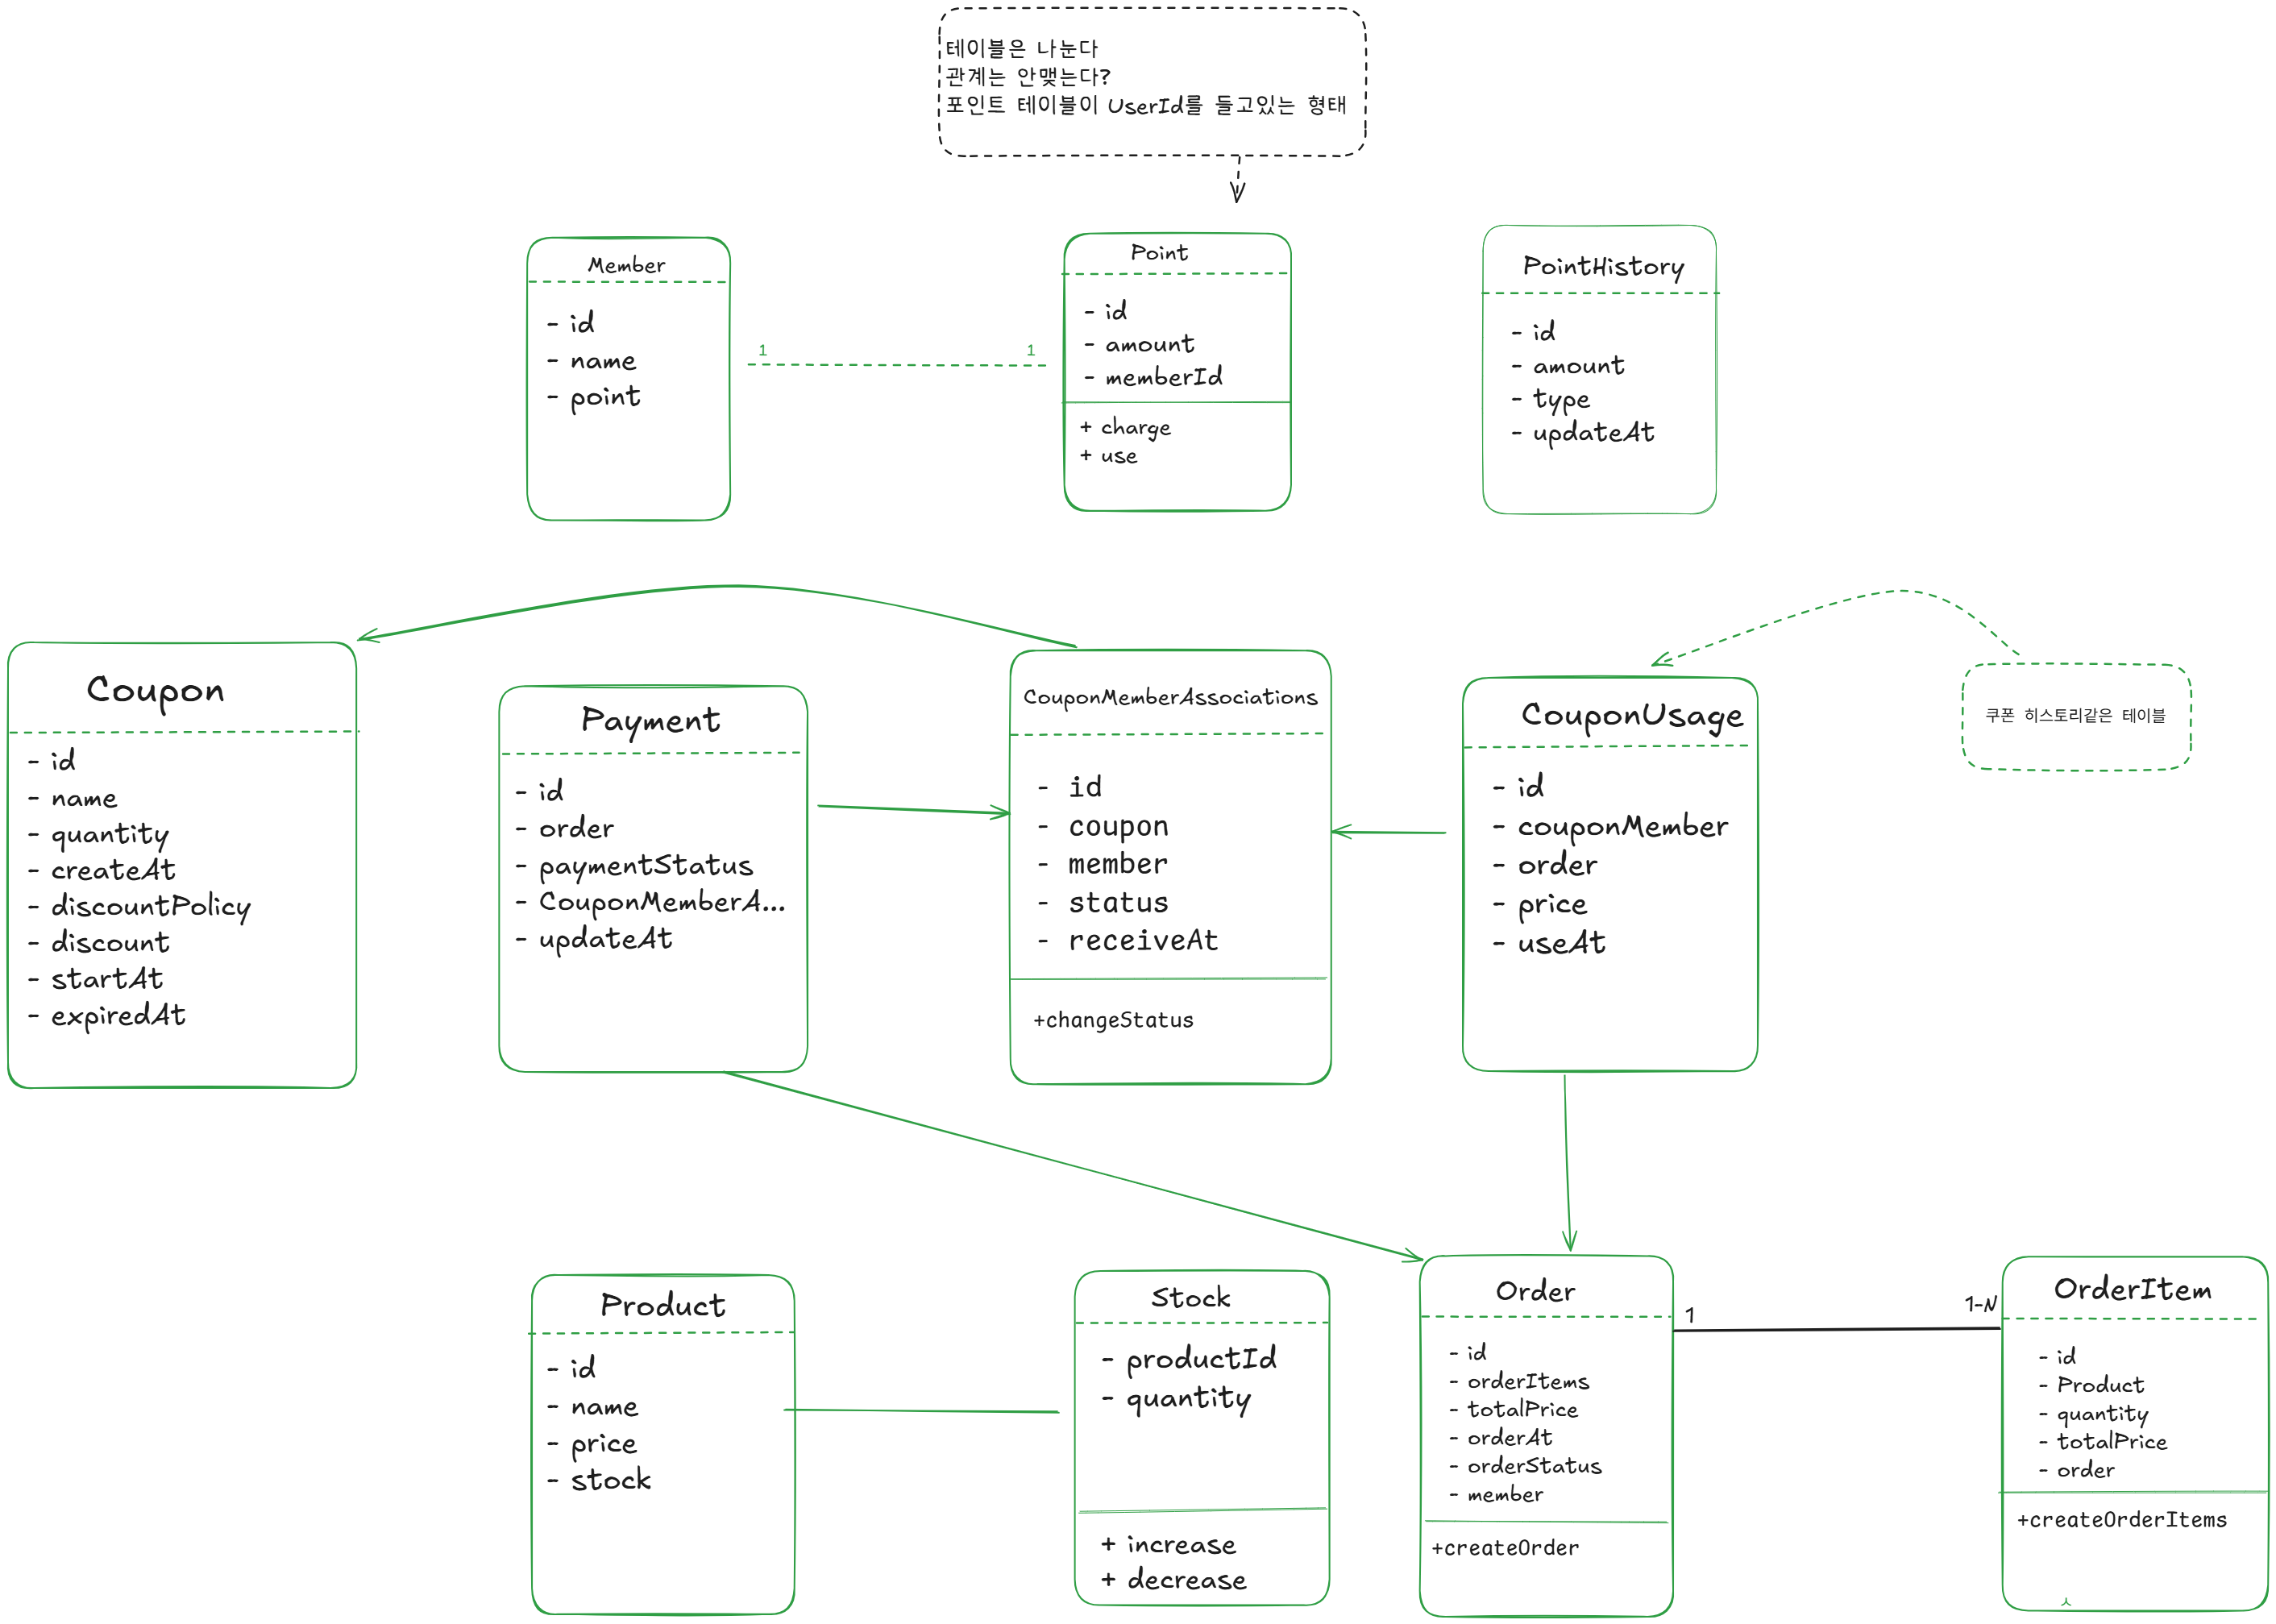 테이블은 나눈다
관계는 안맺는다?
포인트 테이블이 UserId를 들고있는 형태
Member
- id
- name
- point
1
1
Point
- id
- amount
- memberId
+ charge
+ use
PointHistory
- id
- amount
- type
- updateAt
Coupon
- id
- name
- quantity
- createAt
- discountPolicy
- discount
- startAt
- expiredAt
Payment
- id
- order
- paymentStatus
- CouponMemberA...
- updateAt
CouponMemberAssociations
- id
- coupon
- member
- status
- receiveAt
+changeStatus
CouponUsage
- id
- couponMember
- order
- price
- useAt
쿠폰 히스토리같은 테이블
Product
- id
- name
- price
- stock
Stock
- productId
- quantity
+ increase
+ decrease
Order
- id
- orderItems
- totalPrice
- orderAt
- orderStatus
- member
+createOrder
1
1-N
OrderItem
- id
- Product
- quantity
- totalPrice
- order
+createOrderItems
ㅅ